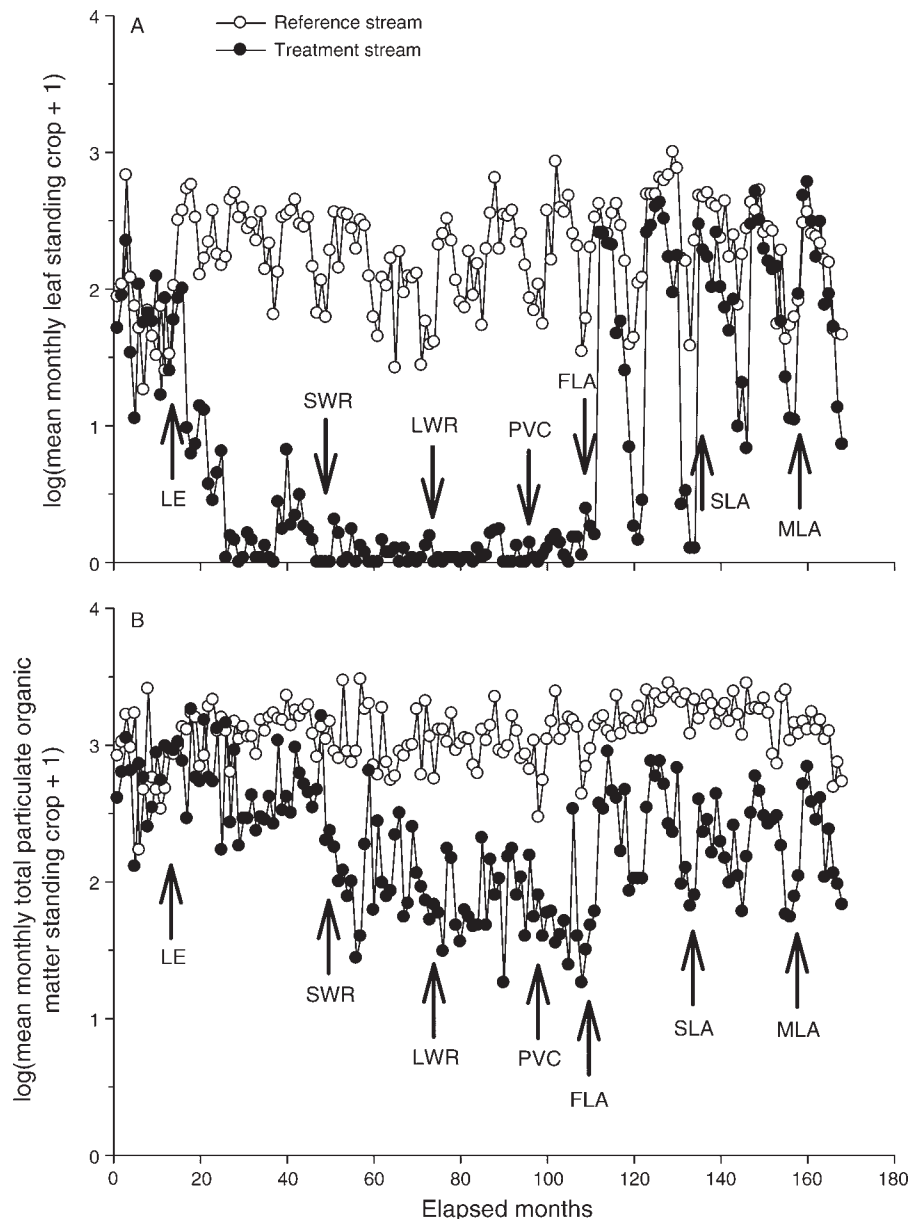 A
Reference stream
Treatment stream
log(mean monthly leaf standing crop + 1)
4
3
2
1
0
LE
SWR
LWR
PVC
FLA
SLA
MLA
B
log(mean monthly total particulate organic
matter standing crop + 1)
4
3
2
1
0
LE
SWR
LWR
PVC
FLA
SLA
MLA
0 20 40 60 80 100 120 140 160 180
Elapsed months